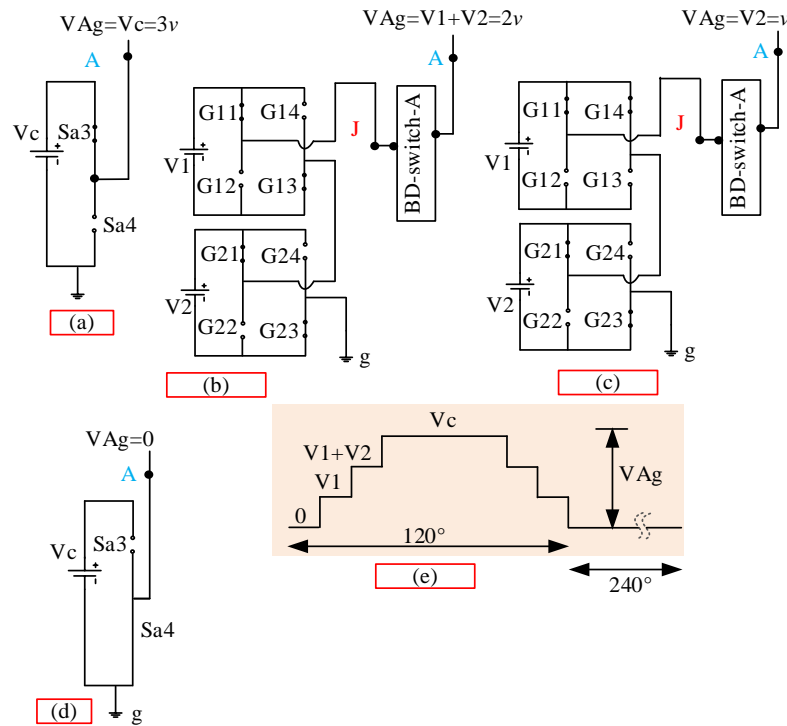 VAg=Vc=3v
A
Vc
Sa3
Sa4
(a)
VAg=V1+V2=2v
A
G11
G14
J
V1
BD-switch-A
G12
G13
G21
G24
V2
G22
G23
g
(b)
VAg=V2=v
A
G11
G14
J
V1
BD-switch-A
G12
G13
G21
G24
V2
G22
G23
g
(c)
VAg=0
A
Sa3
Vc
Sa4
g
(d)
Vc
V1+V2
V1
VAg
0
120°
240°
(e)